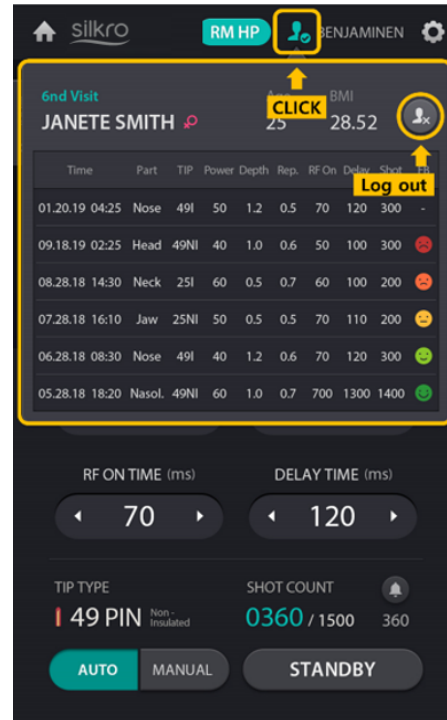 silkro RM HP BENJAMINEN
6nd Visit BMI
CLICK
JANETE SMITH 25 28.52
Log out
Time Part TIP Power Depth Rep. RF On Delay Shot FB
01.20.19 04:25 Nose 49I 50 1.2 0.5 70 120 300 -
09.18.19 02:25 Head 49NI 40 1.0 0.6 50 100 300
08.28.18 14:30 Neck 25I 60 0.5 0.7 60 100 200
07.28.18 16:10 Jaw 25NI 50 0.5 0.5 70 110 200
06.28.18 08:30 Nose 49I 40 1.2 0.6 70 120 300
05.28.18 18:20 Nasol. 49NI 60 1.0 0.7 700 1300 1400
RF ON TIME (ms) DELAY TIME (ms)
70 120
TIP TYPE SHOT COUNT
49 PIN Non-Insulated 0360 / 1500 360
AUTO MANUAL STANDBY